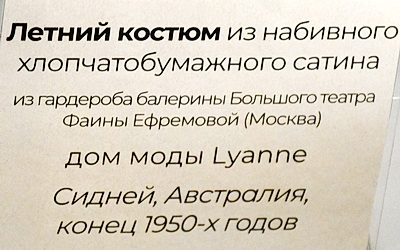 Летний костюм из набивного
хлопчатобумажного сатина
из гардероба балерины Большого театра
Фаины Ефремовой (Москва)
дом моды Lyanne
Сидней, Австралия,
конец 1950-х годов